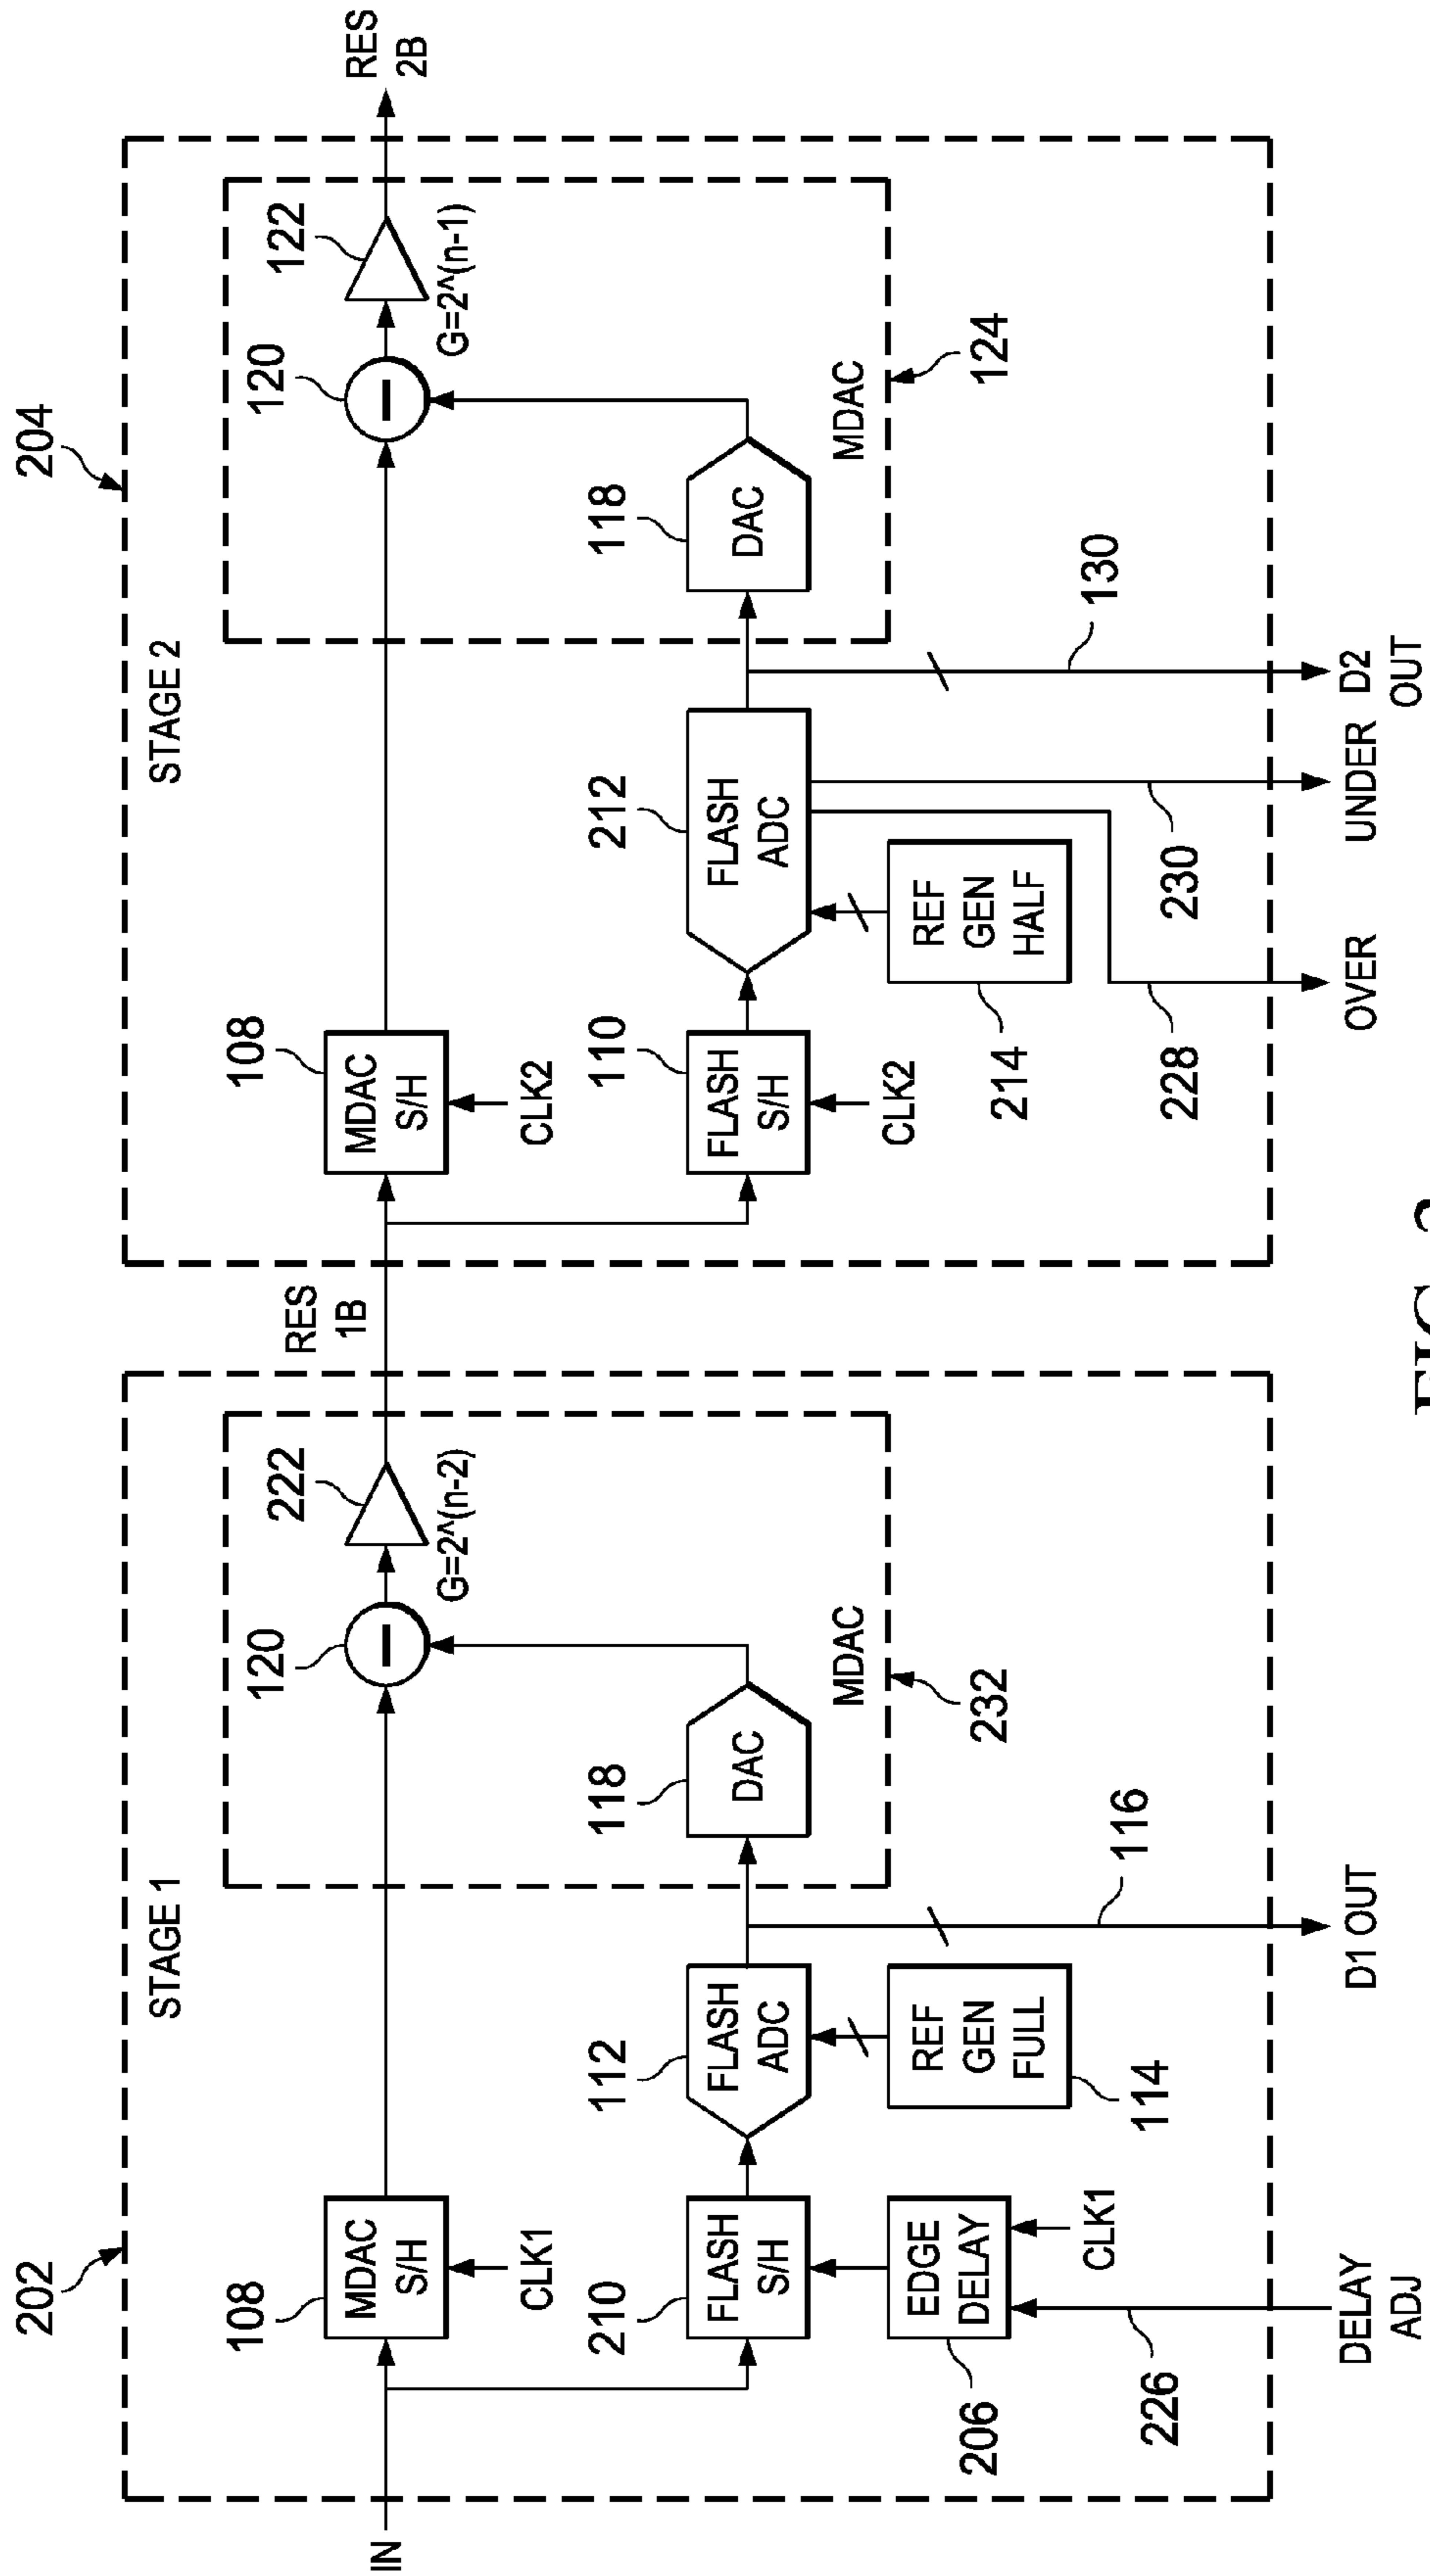 202
204
STAGE 1
STAGE 2
IN
108
MDAC
S/H
CLK1
120
222
G=2^(n-2)
RES
1B
108
MDAC
S/H
CLK2
120
122
G=2^(n-1)
RES
2B
210
FLASH
S/H
112
FLASH
ADC
118
DAC
MDAC
232
110
FLASH
S/H
CLK2
212
FLASH
ADC
118
DAC
MDAC
124
EDGE
DELAY
206
CLK1
REF
GEN
FULL
114
REF
GEN
HALF
214
226
116
228
230
130
DELAY
ADJ
D1 OUT
OVER
UNDER
D2
OUT
FIG.